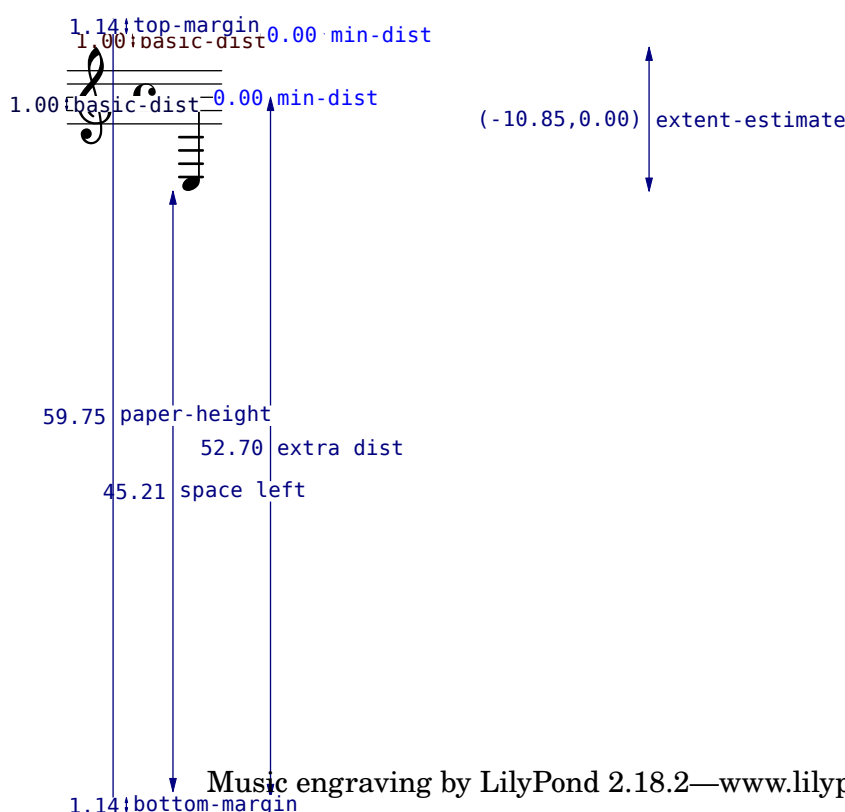 1.14 top-margin
1.00 basic-dist 0.00 min-dist
1.00 basic-dist 0.00 min-dist
(-10.85,0.00) extent-estimate
59.75 paper-height
52.70 extra dist
45.21 space left
Music engraving by LilyPond 2.18.2—www.lilyp
1.14 bottom-margin